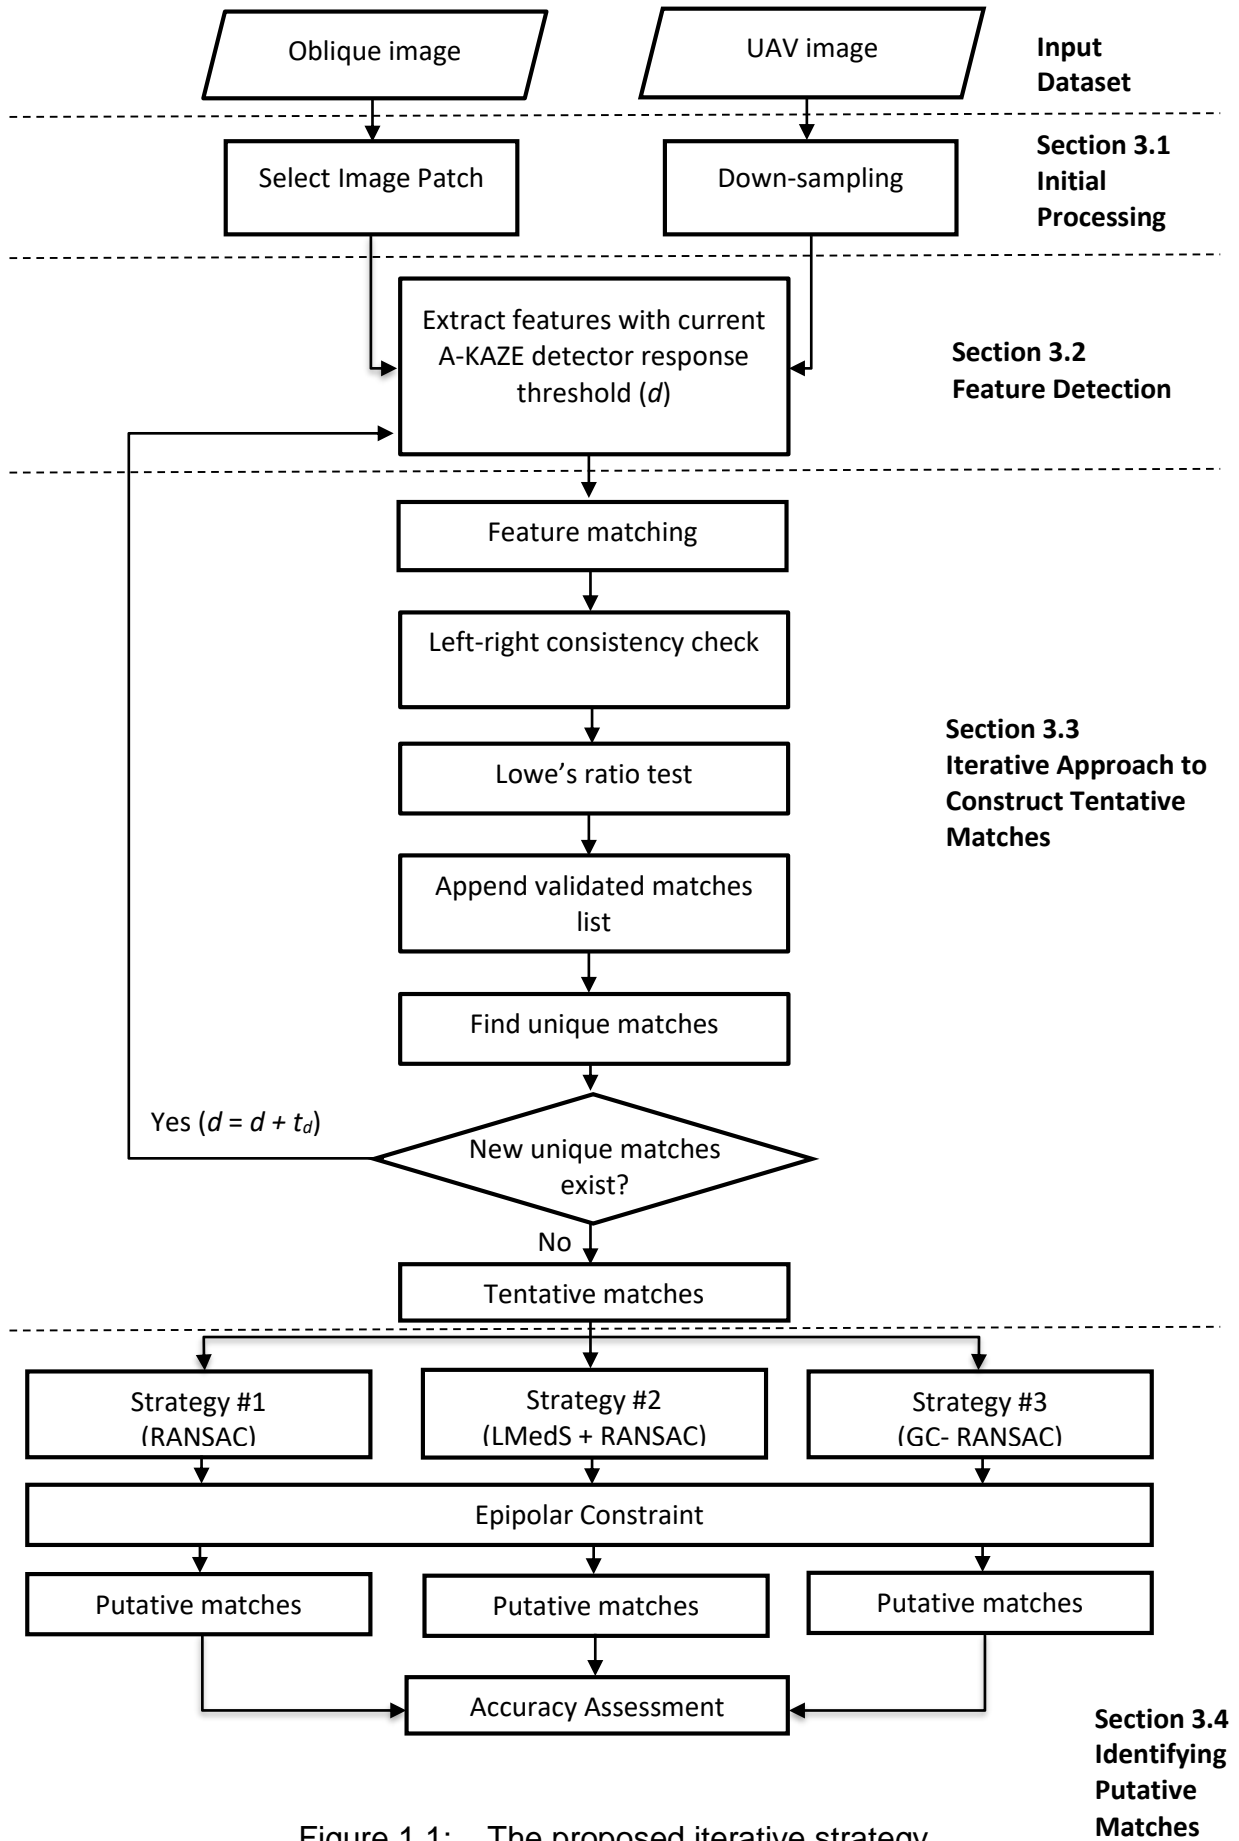 Oblique image
UAV image
Input
Dataset
Select Image Patch
Down-sampling
Section 3.1
Initial
Processing
Extract features with current
A-KAZE detector response
threshold (d)
Section 3.2
Feature Detection
Feature matching
Left-right consistency check
Lowe’s ratio test
Append validated matches
list
Find unique matches
Section 3.3
Iterative Approach to
Construct Tentative
Matches
Yes (d = d + td)
New unique matches
exist?
No
Tentative matches
Strategy #1
(RANSAC)
Strategy #2
(LMedS + RANSAC)
Strategy #3
(GC- RANSAC)
Epipolar Constraint
Putative matches
Putative matches
Putative matches
Accuracy Assessment
Section 3.4
Identifying
Putative
Matches
Figure 1.1: The proposed iterative strategy